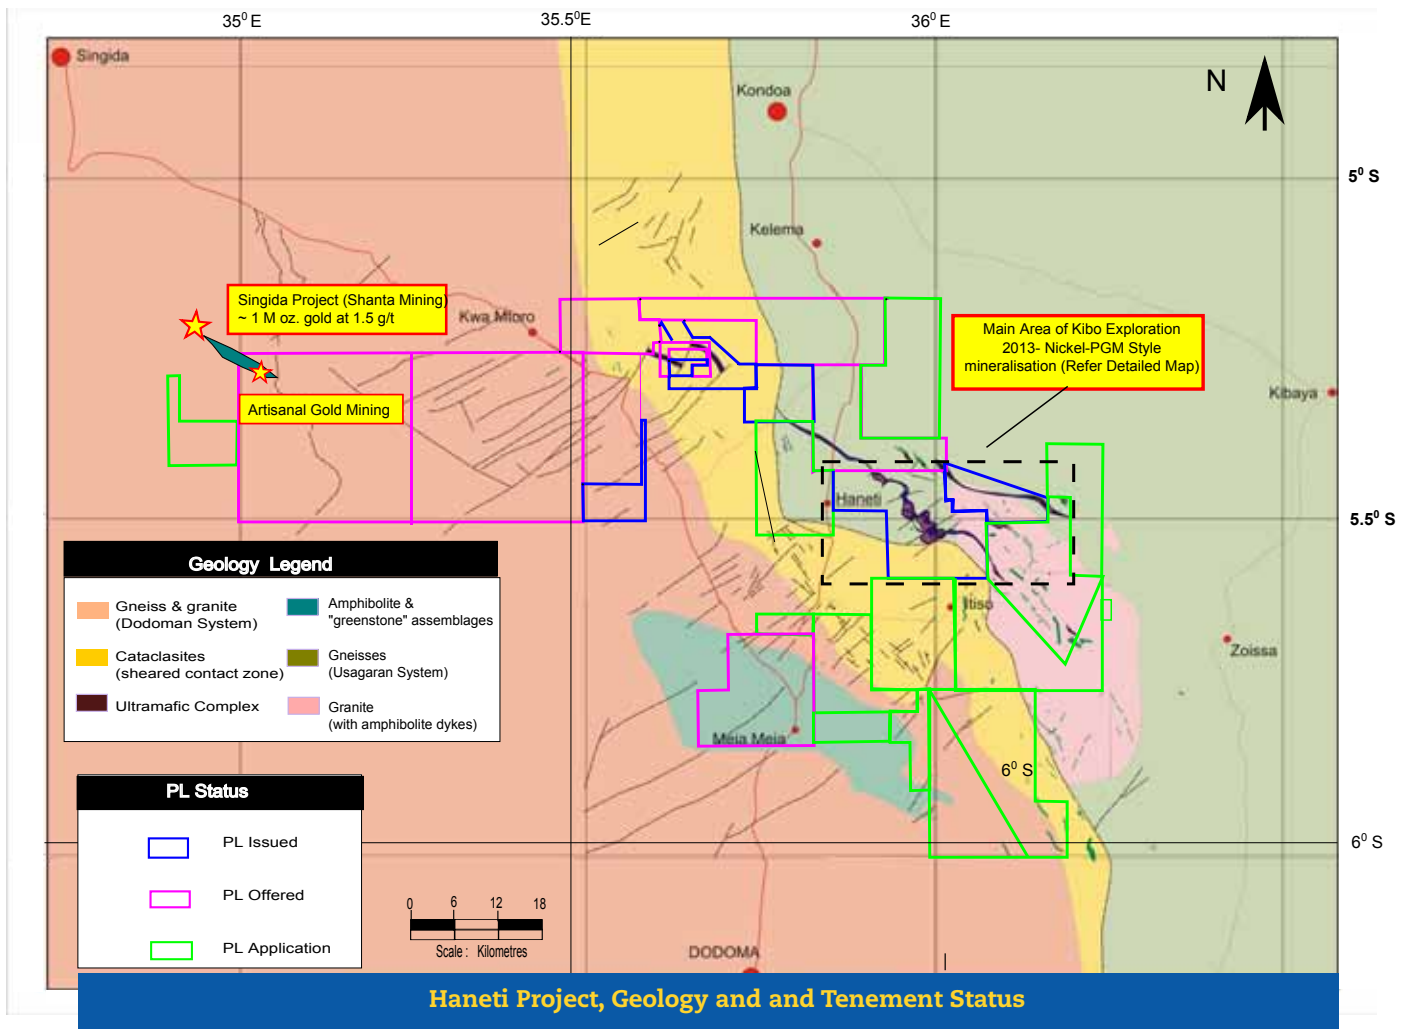 35⁰ E
35.5⁰E
36⁰ E
Singida
Kondoa
N
5⁰ S
Kelema
Singida Project (Shanta Mining)
~ 1 M oz. gold at 1.5 g/t
Kwa Mtoro
Main Area of Kibo Exploration
2013- Nickel-PGM Style
mineralisation (Refer Detailed Map)
Kibaya
Artisanal Gold Mining
Haneti
5.5⁰ S
Geology Legend
Gneiss & granite
(Dodoman System)
Amphibolite &
"greenstone" assemblages
Cataclasites
(sheared contact zone)
Gneisses
(Usagaran System)
Ultramafic Complex
Granite
(with amphibolite dykes)
Itiso
Zoissa
Meia Meia
6⁰ S
PL Status
PL Issued
PL Offered
PL Application
6⁰ S
0 6 12 18
Scale : Kilometres
DODOMA
Haneti Project, Geology and and Tenement Status